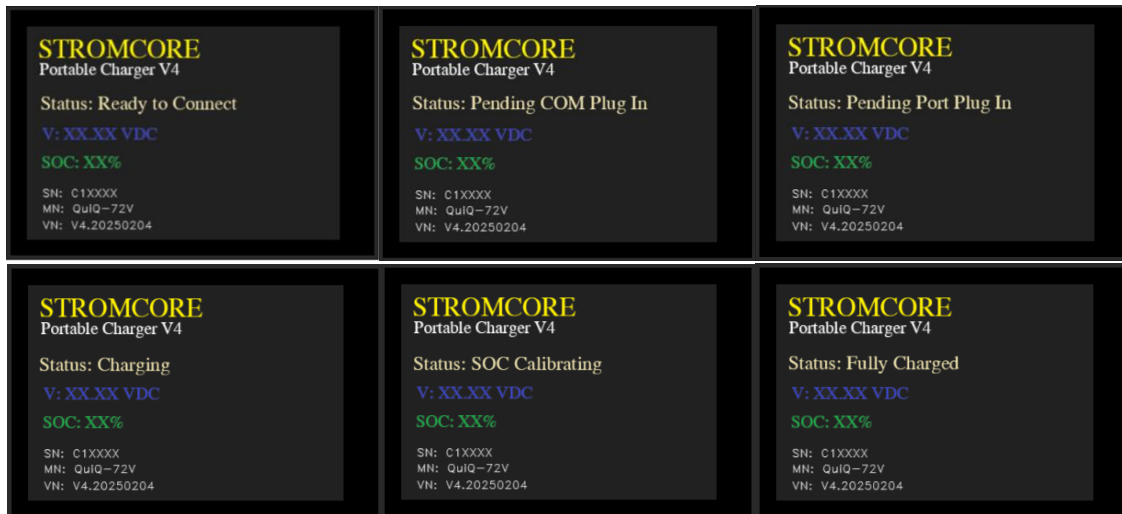 STROMCORE
Portable Charger V4
Status: Ready to Connect
V: XX.XX VDC
SOC: XX%
SN: C1XXXX
MN: QuiQ-72V
VN: V4.20250204
STROMCORE
Portable Charger V4
Status: Pending COM Plug In
V: XX.XX VDC
SOC: XX%
SN: C1XXXX
MN: QuiQ-72V
VN: V4.20250204
STROMCORE
Portable Charger V4
Status: Pending Port Plug In
V: XX.XX VDC
SOC: XX%
SN: C1XXXX
MN: QuiQ-72V
VN: V4.20250204
STROMCORE
Portable Charger V4
Status: Charging
V: XX.XX VDC
SOC: XX%
SN: C1XXXX
MN: QuiQ-72V
VN: V4.20250204
STROMCORE
Portable Charger V4
Status: SOC Calibrating
V: XX.XX VDC
SOC: XX%
SN: C1XXXX
MN: QuiQ-72V
VN: V4.20250204
STROMCORE
Portable Charger V4
Status: Fully Charged
V: XX.XX VDC
SOC: XX%
SN: C1XXXX
MN: QuiQ-72V
VN: V4.20250204